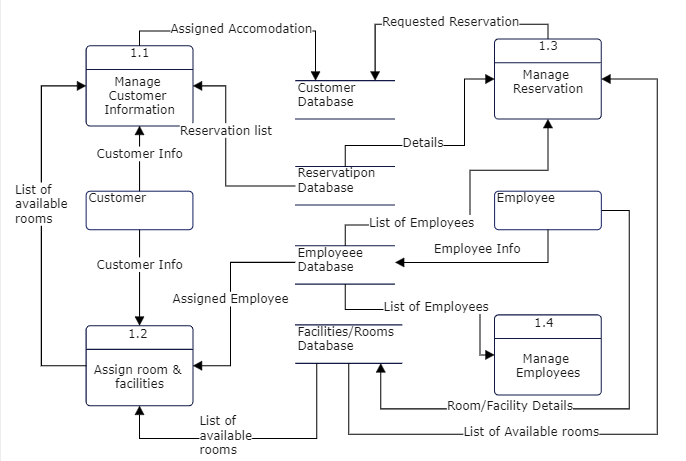 Assigned Accomodation
Requested Reservation
1.1
Manage
Customer
Information
Customer
Database
1.3
Manage
Reservation
Reservation list
Details
Customer Info
Reservatipon
Database
List of
available
rooms
Customer
Employee
List of Employees
Employee Info
Employeee
Database
Customer Info
Assigned Employee
List of Employees
1.2
Assign room &
facilities
Facilities/Rooms
Database
1.4
Manage
Employees
Room/Facility Details
List of
available
rooms
List of Available rooms